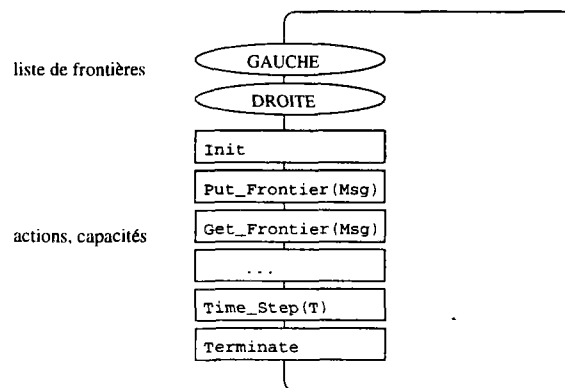 liste de frontières
GAUCHE
DROITE
Init
Put_Frontier(Msg)
Get_Frontier(Msg)
actions, capacités
...
Time_Step(T)
Terminate